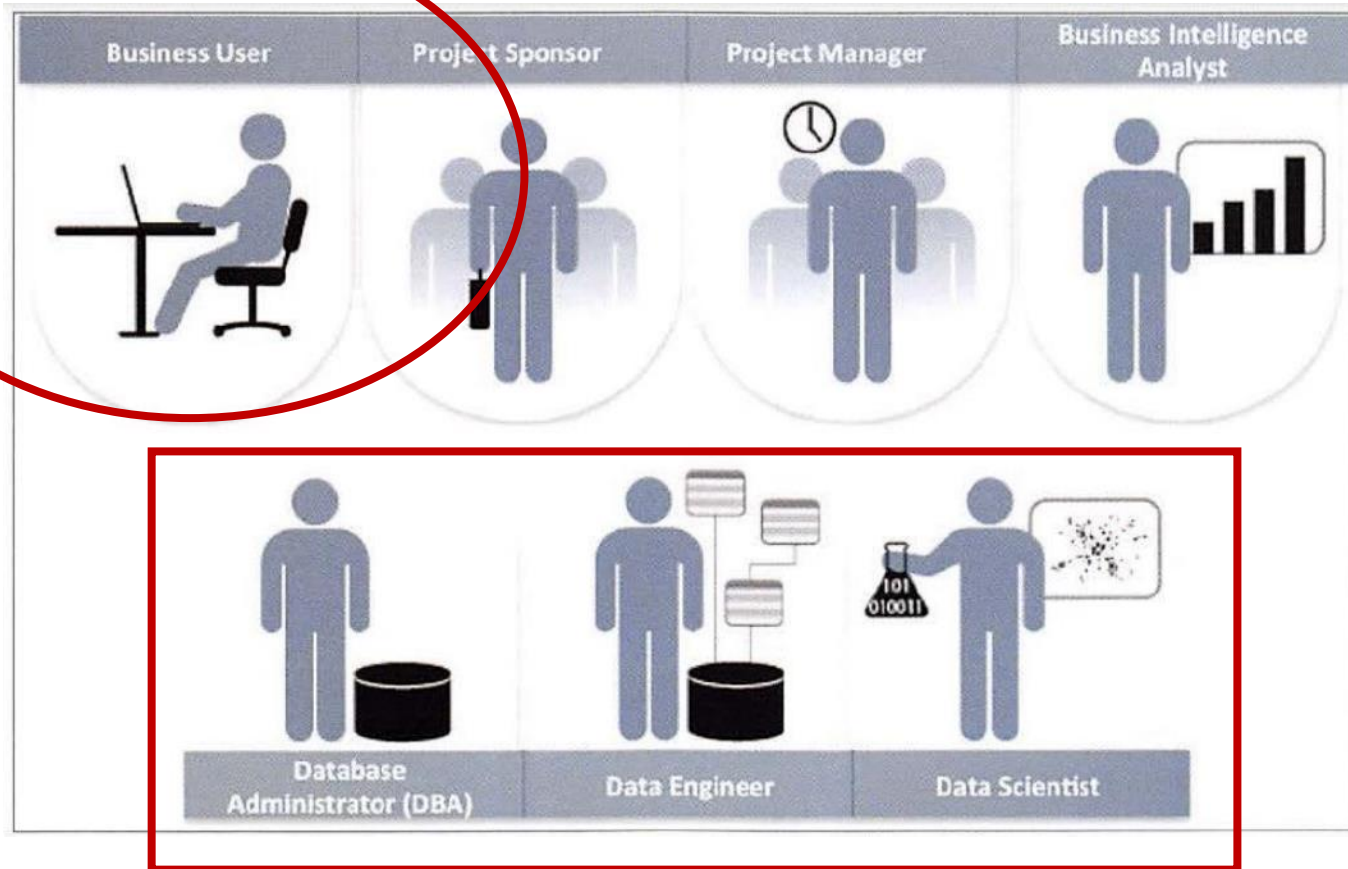 Business User
Project Sponsor
Project Manager
Business Intelligence
Analyst
101
010011
Database
Administrator (DBA)
Data Engineer
Data Scientist